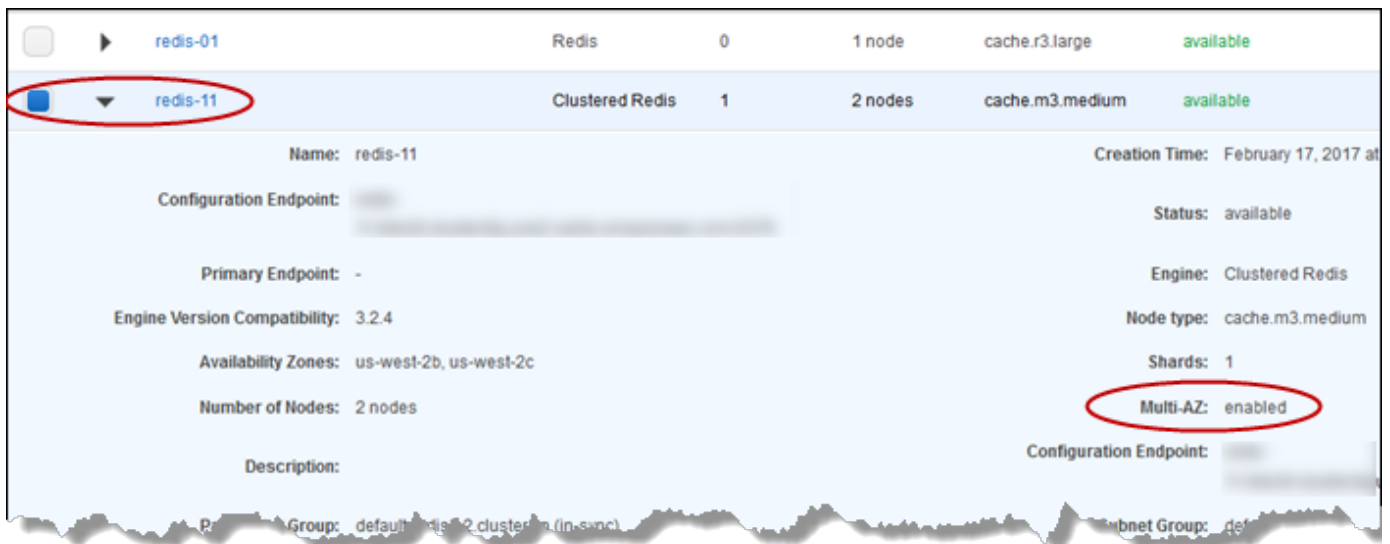 redis-01 Redis 0 1 node cache.r3.large available
redis-11 Clustered Redis 1 2 nodes cache.m3.medium available
Name: redis-11 Creation Time: February 17, 2017 at
Configuration Endpoint:
Status: available
Primary Endpoint: - Engine: Clustered Redis
Engine Version Compatibility: 3.2.4 Node type: cache.m3.medium
Availability Zones: us-west-2b, us-west-2c Shards: 1
Number of Nodes: 2 nodes Multi-AZ: enabled
Configuration Endpoint:
Description:
Group: (in-sync) Group: